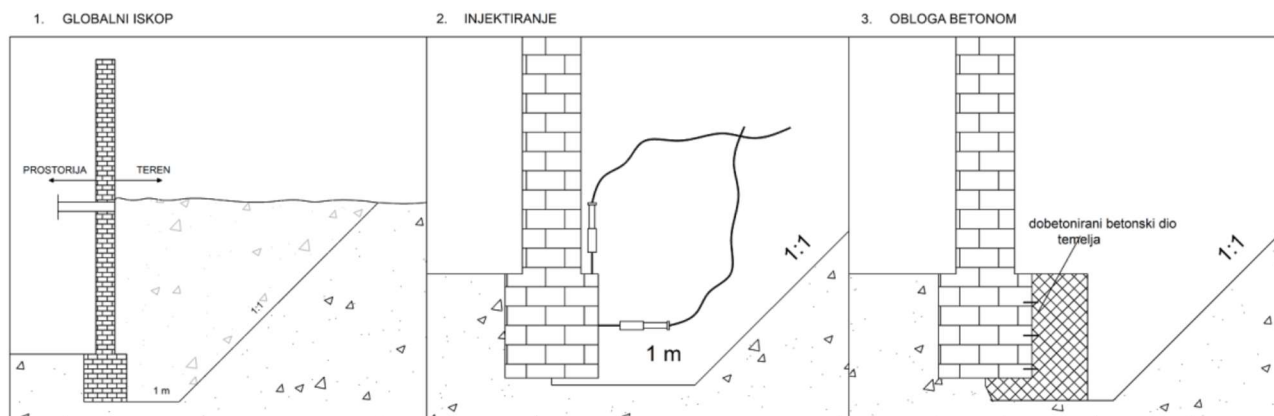 1. GLOBALNI ISKOP
2. INJEKTIRANJE
3. OBLOGA BETONOM
PROSTORIJA
TEREN
1:1
1 m
1:1
1 m
dobetonirani betonski dio
temelja
1:1